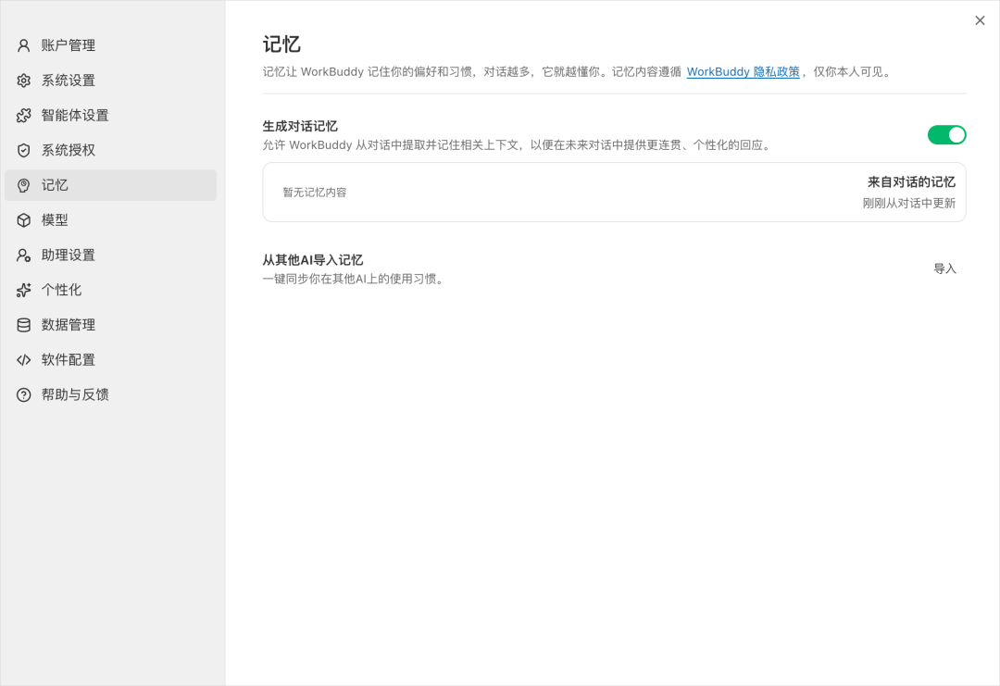 账户管理
系统设置
智能体设置
系统授权
记忆
模型
助理设置
个性化
数据管理
软件配置
帮助与反馈
记忆
记忆让 WorkBuddy 记住你的偏好和习惯，对话越多，它就越懂你。记忆内容遵循 WorkBuddy 隐私政策 ，仅你本人可见。
生成对话记忆
允许 WorkBuddy 从对话中提取并记住相关上下文，以便在未来对话中提供更连贯、个性化的回应。
暂无记忆内容
来自对话的记忆
刚刚从对话中更新
从其他AI导入记忆
一键同步你在其他AI上的使用习惯。
导入